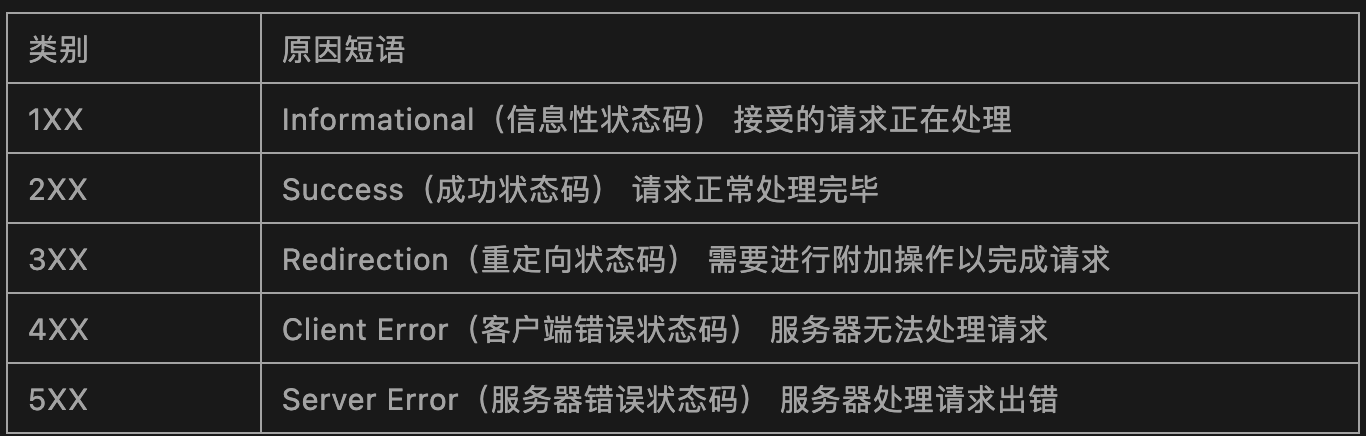 类别 原因短语
1XX Informational（信息性状态码） 接受的请求正在处理
2XX Success（成功状态码） 请求正常处理完毕
3XX Redirection（重定向状态码） 需要进行附加操作以完成请求
4XX Client Error（客户端错误状态码） 服务器无法处理请求
5XX Server Error（服务器错误状态码） 服务器处理请求出错